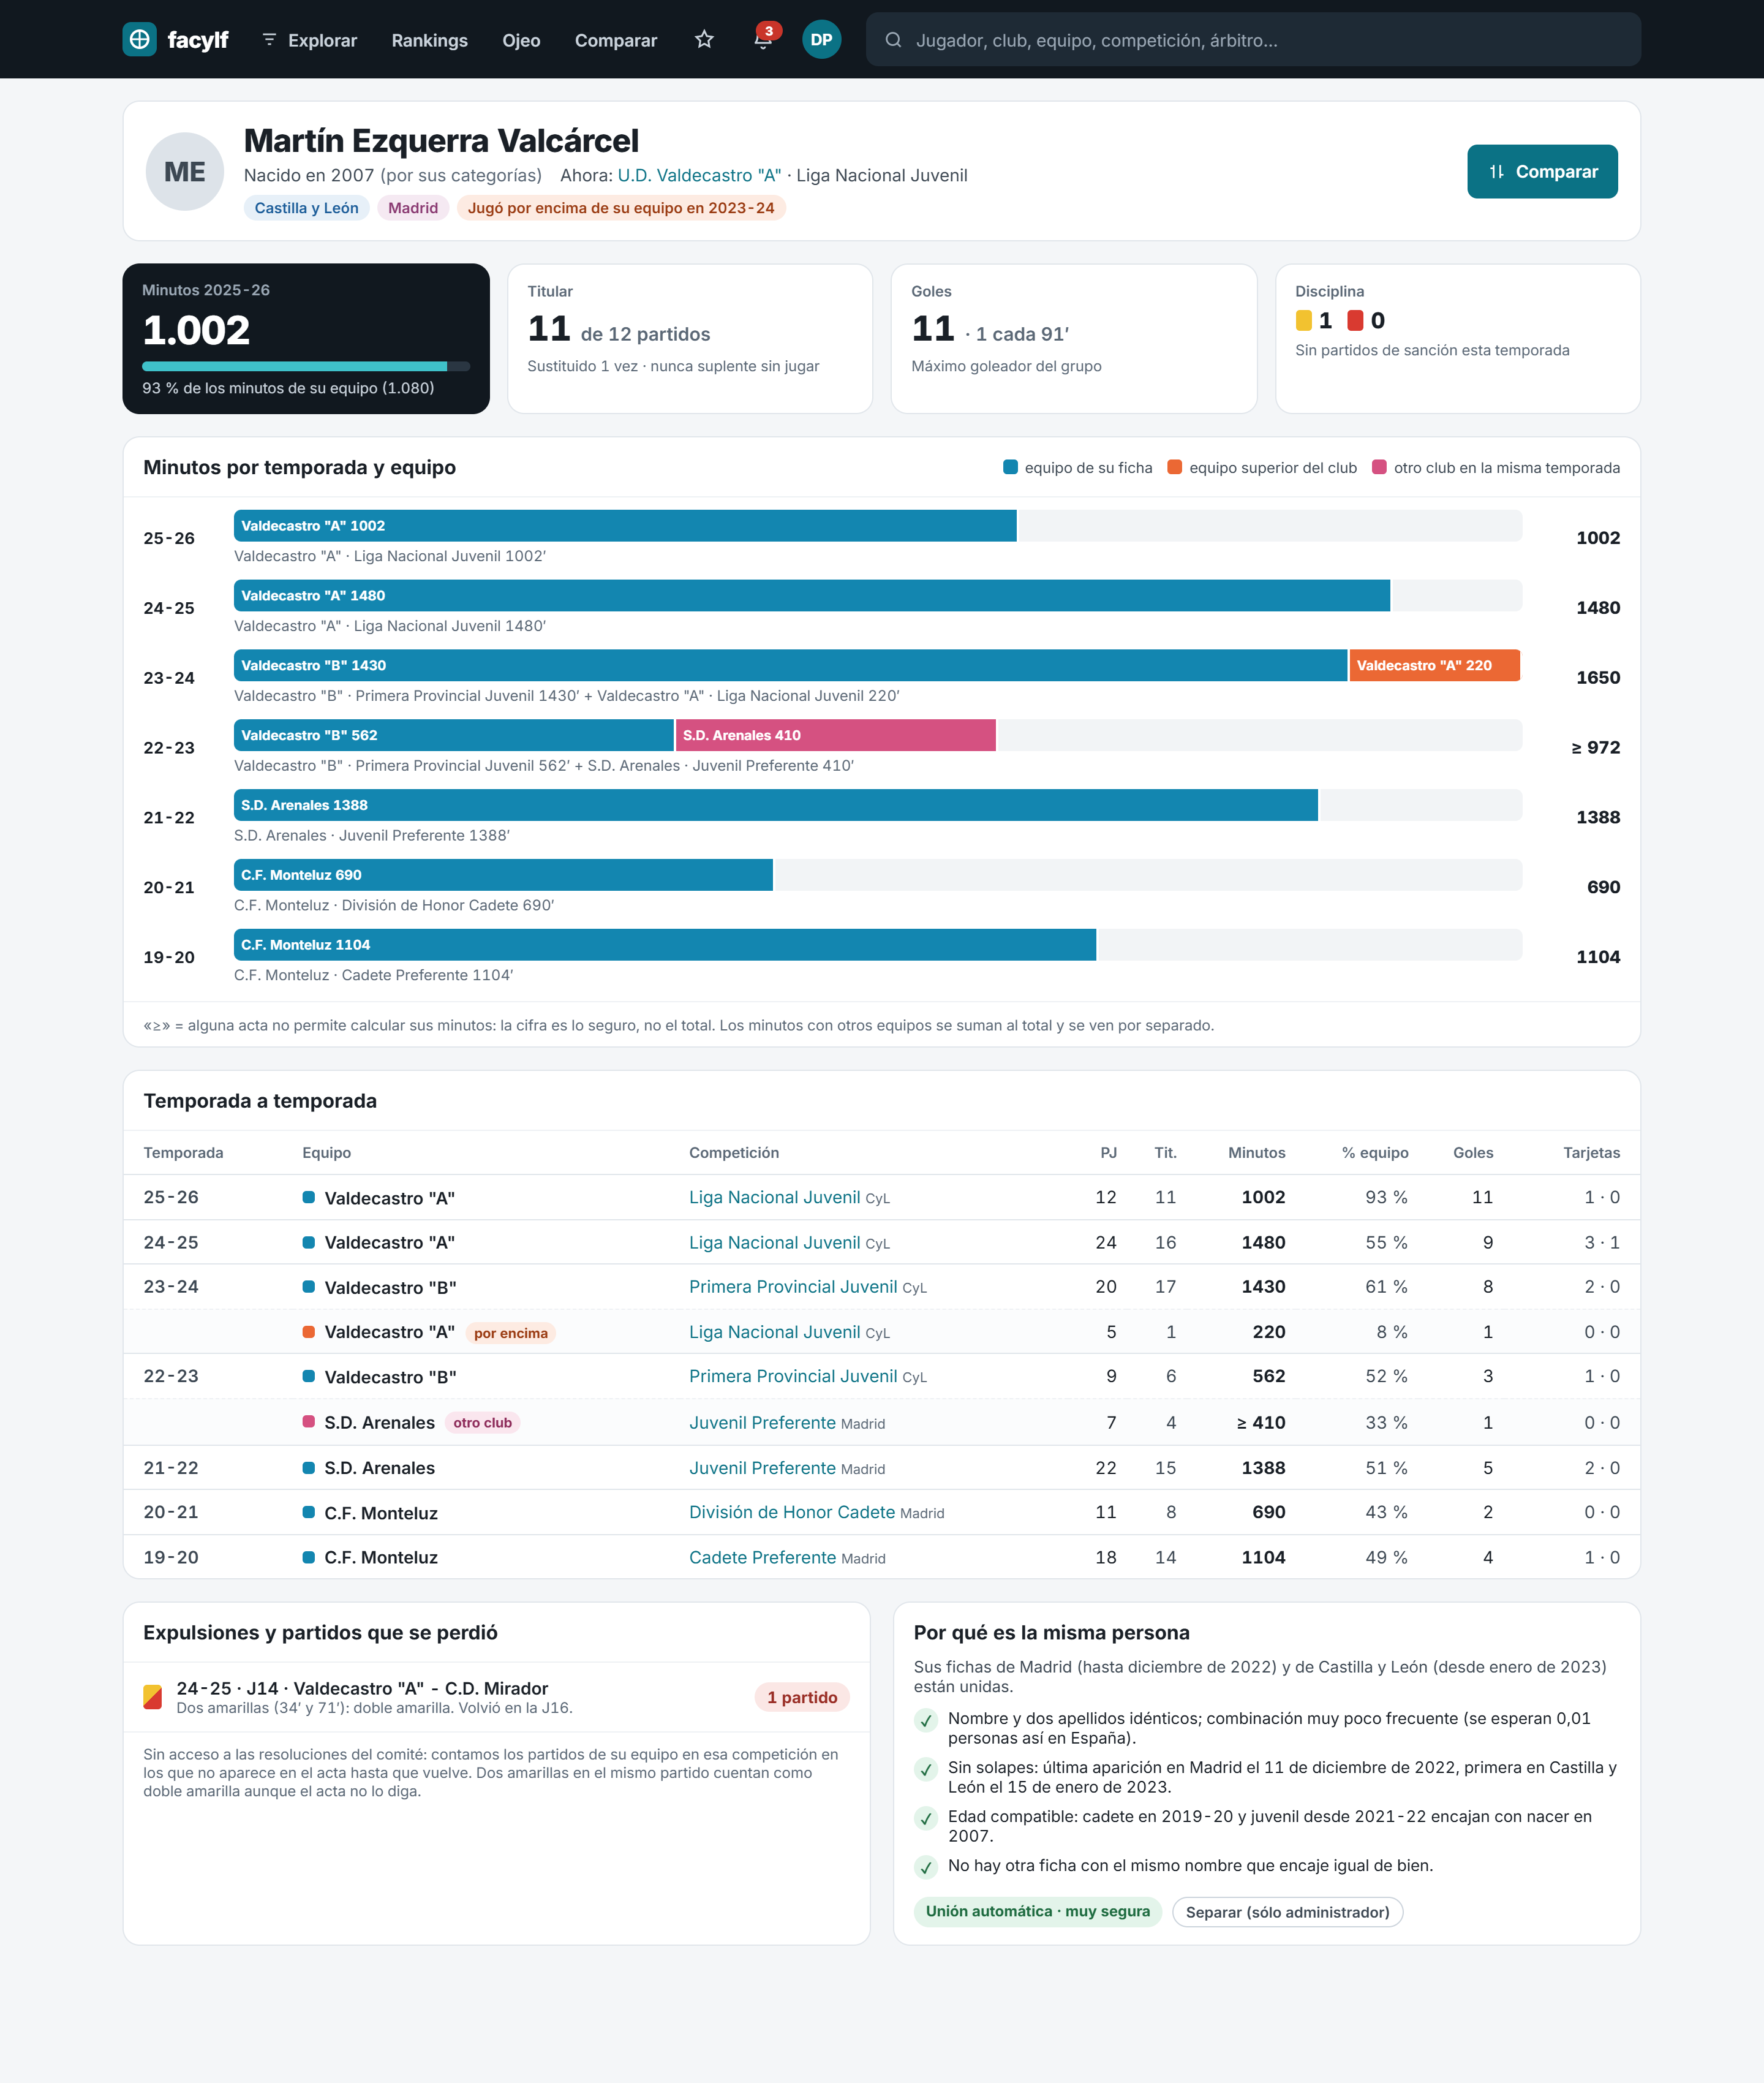 facylf
Explorar
Rankings
Ojeo
Comparar
3
DP
Jugador, club, equipo, competición, árbitro...
ME
Martín Ezquerra Valcárcel
Nacido en 2007 (por sus categorías) Ahora: U.D. Valdecastro "A" · Liga Nacional Juvenil
Castilla y León Madrid Jugó por encima de su equipo en 2023-24
Comparar
Minutos 2025-26
1.002
93 % de los minutos de su equipo (1.080)
Titular
11 de 12 partidos
Sustituido 1 vez · nunca suplente sin jugar
Goles
11 · 1 cada 91′
Máximo goleador del grupo
Disciplina
1 0
Sin partidos de sanción esta temporada
Minutos por temporada y equipo
equipo de su ficha equipo superior del club otro club en la misma temporada
25-26 Valdecastro "A" 1002 1002
Valdecastro "A" · Liga Nacional Juvenil 1002′
24-25 Valdecastro "A" 1480 1480
Valdecastro "A" · Liga Nacional Juvenil 1480′
23-24 Valdecastro "B" 1430 Valdecastro "A" 220 1650
Valdecastro "B" · Primera Provincial Juvenil 1430′ + Valdecastro "A" · Liga Nacional Juvenil 220′
22-23 Valdecastro "B" 562 S.D. Arenales 410 ≥ 972
Valdecastro "B" · Primera Provincial Juvenil 562′ + S.D. Arenales · Juvenil Preferente 410′
21-22 S.D. Arenales 1388 1388
S.D. Arenales · Juvenil Preferente 1388′
20-21 C.F. Monteluz 690 690
C.F. Monteluz · División de Honor Cadete 690′
19-20 C.F. Monteluz 1104 1104
C.F. Monteluz · Cadete Preferente 1104′
«≥» = alguna acta no permite calcular sus minutos: la cifra es lo seguro, no el total. Los minutos con otros equipos se suman al total y se ven por separado.
Temporada a temporada
Temporada Equipo Competición PJ Tit. Minutos % equipo Goles Tarjetas
25-26 Valdecastro "A" Liga Nacional Juvenil CyL 12 11 1002 93 % 11 1 · 0
24-25 Valdecastro "A" Liga Nacional Juvenil CyL 24 16 1480 55 % 9 3 · 1
23-24 Valdecastro "B" Primera Provincial Juvenil CyL 20 17 1430 61 % 8 2 · 0
Valdecastro "A" por encima Liga Nacional Juvenil CyL 5 1 220 8 % 1 0 · 0
22-23 Valdecastro "B" Primera Provincial Juvenil CyL 9 6 562 52 % 3 1 · 0
S.D. Arenales otro club Juvenil Preferente Madrid 7 4 ≥ 410 33 % 1 0 · 0
21-22 S.D. Arenales Juvenil Preferente Madrid 22 15 1388 51 % 5 2 · 0
20-21 C.F. Monteluz División de Honor Cadete Madrid 11 8 690 43 % 2 0 · 0
19-20 C.F. Monteluz Cadete Preferente Madrid 18 14 1104 49 % 4 1 · 0
Expulsiones y partidos que se perdió
24-25 · J14 · Valdecastro "A" - C.D. Mirador
Dos amarillas (34′ y 71′): doble amarilla. Volvió en la J16.
1 partido
Sin acceso a las resoluciones del comité: contamos los partidos de su equipo en esa competición en
los que no aparece en el acta hasta que vuelve. Dos amarillas en el mismo partido cuentan como
doble amarilla aunque el acta no lo diga.
Por qué es la misma persona
Sus fichas de Madrid (hasta diciembre de 2022) y de Castilla y León (desde enero de 2023)
están unidas.
✓ Nombre y dos apellidos idénticos; combinación muy poco frecuente (se esperan 0,01
personas así en España).
✓ Sin solapes: última aparición en Madrid el 11 de diciembre de 2022, primera en Castilla y
León el 15 de enero de 2023.
✓ Edad compatible: cadete en 2019-20 y juvenil desde 2021-22 encajan con nacer en
2007.
✓ No hay otra ficha con el mismo nombre que encaje igual de bien.
Unión automática · muy segura Separar (sólo administrador)